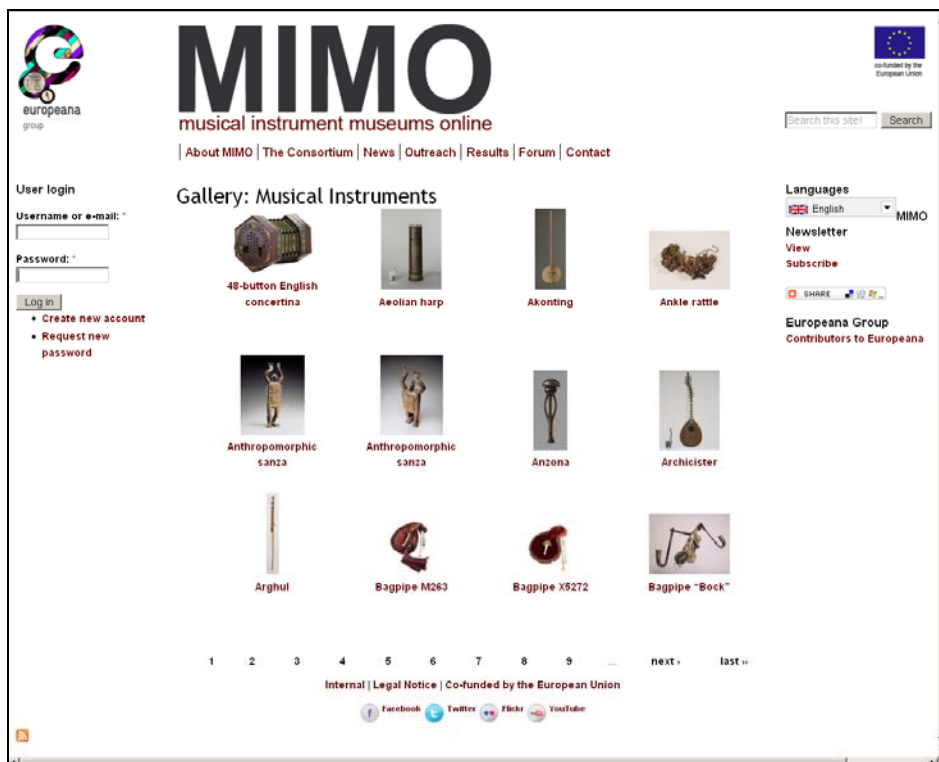 europeana
group
MIMO
musical instrument museums online
co-funded by the
European Union
Search this site!
Search
About MIMO | The Consortium | News | Outreach | Results | Forum | Contact
User login
Username or e-mail: *
Password: *
Log in
Create new account
Request new
password
Gallery: Musical Instruments
48-button English
concertina
Aeolian harp
Akonting
Ankle rattle
Anthropomorphic
sanza
Anthropomorphic
sanza
Anzona
Archicister
Arghul
Bagpipe M263
Bagpipe X5272
Bagpipe "Bock"
1 2 3 4 5 6 7 8 9 ... next › last »
Languages
English
MIMO
Newsletter
View
Subscribe
SHARE
Europeana Group
Contributors to Europeana
Internal | Legal Notice | Co-funded by the European Union
Facebook Twitter Flickr YouTube